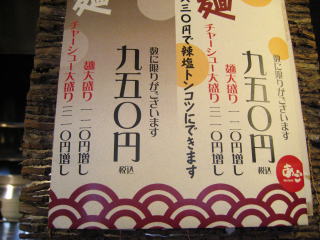 麺
数に限りがございます
九五〇円
税込
麺大盛り 一一〇円増し
チャーシュー大盛り 三一〇円増し
六三〇円で辣塩トンコツにできます
麺
数に限りがございます
九五〇円
税込
麺大盛り 一一〇円増し
チャーシュー大盛り 三一〇円増し